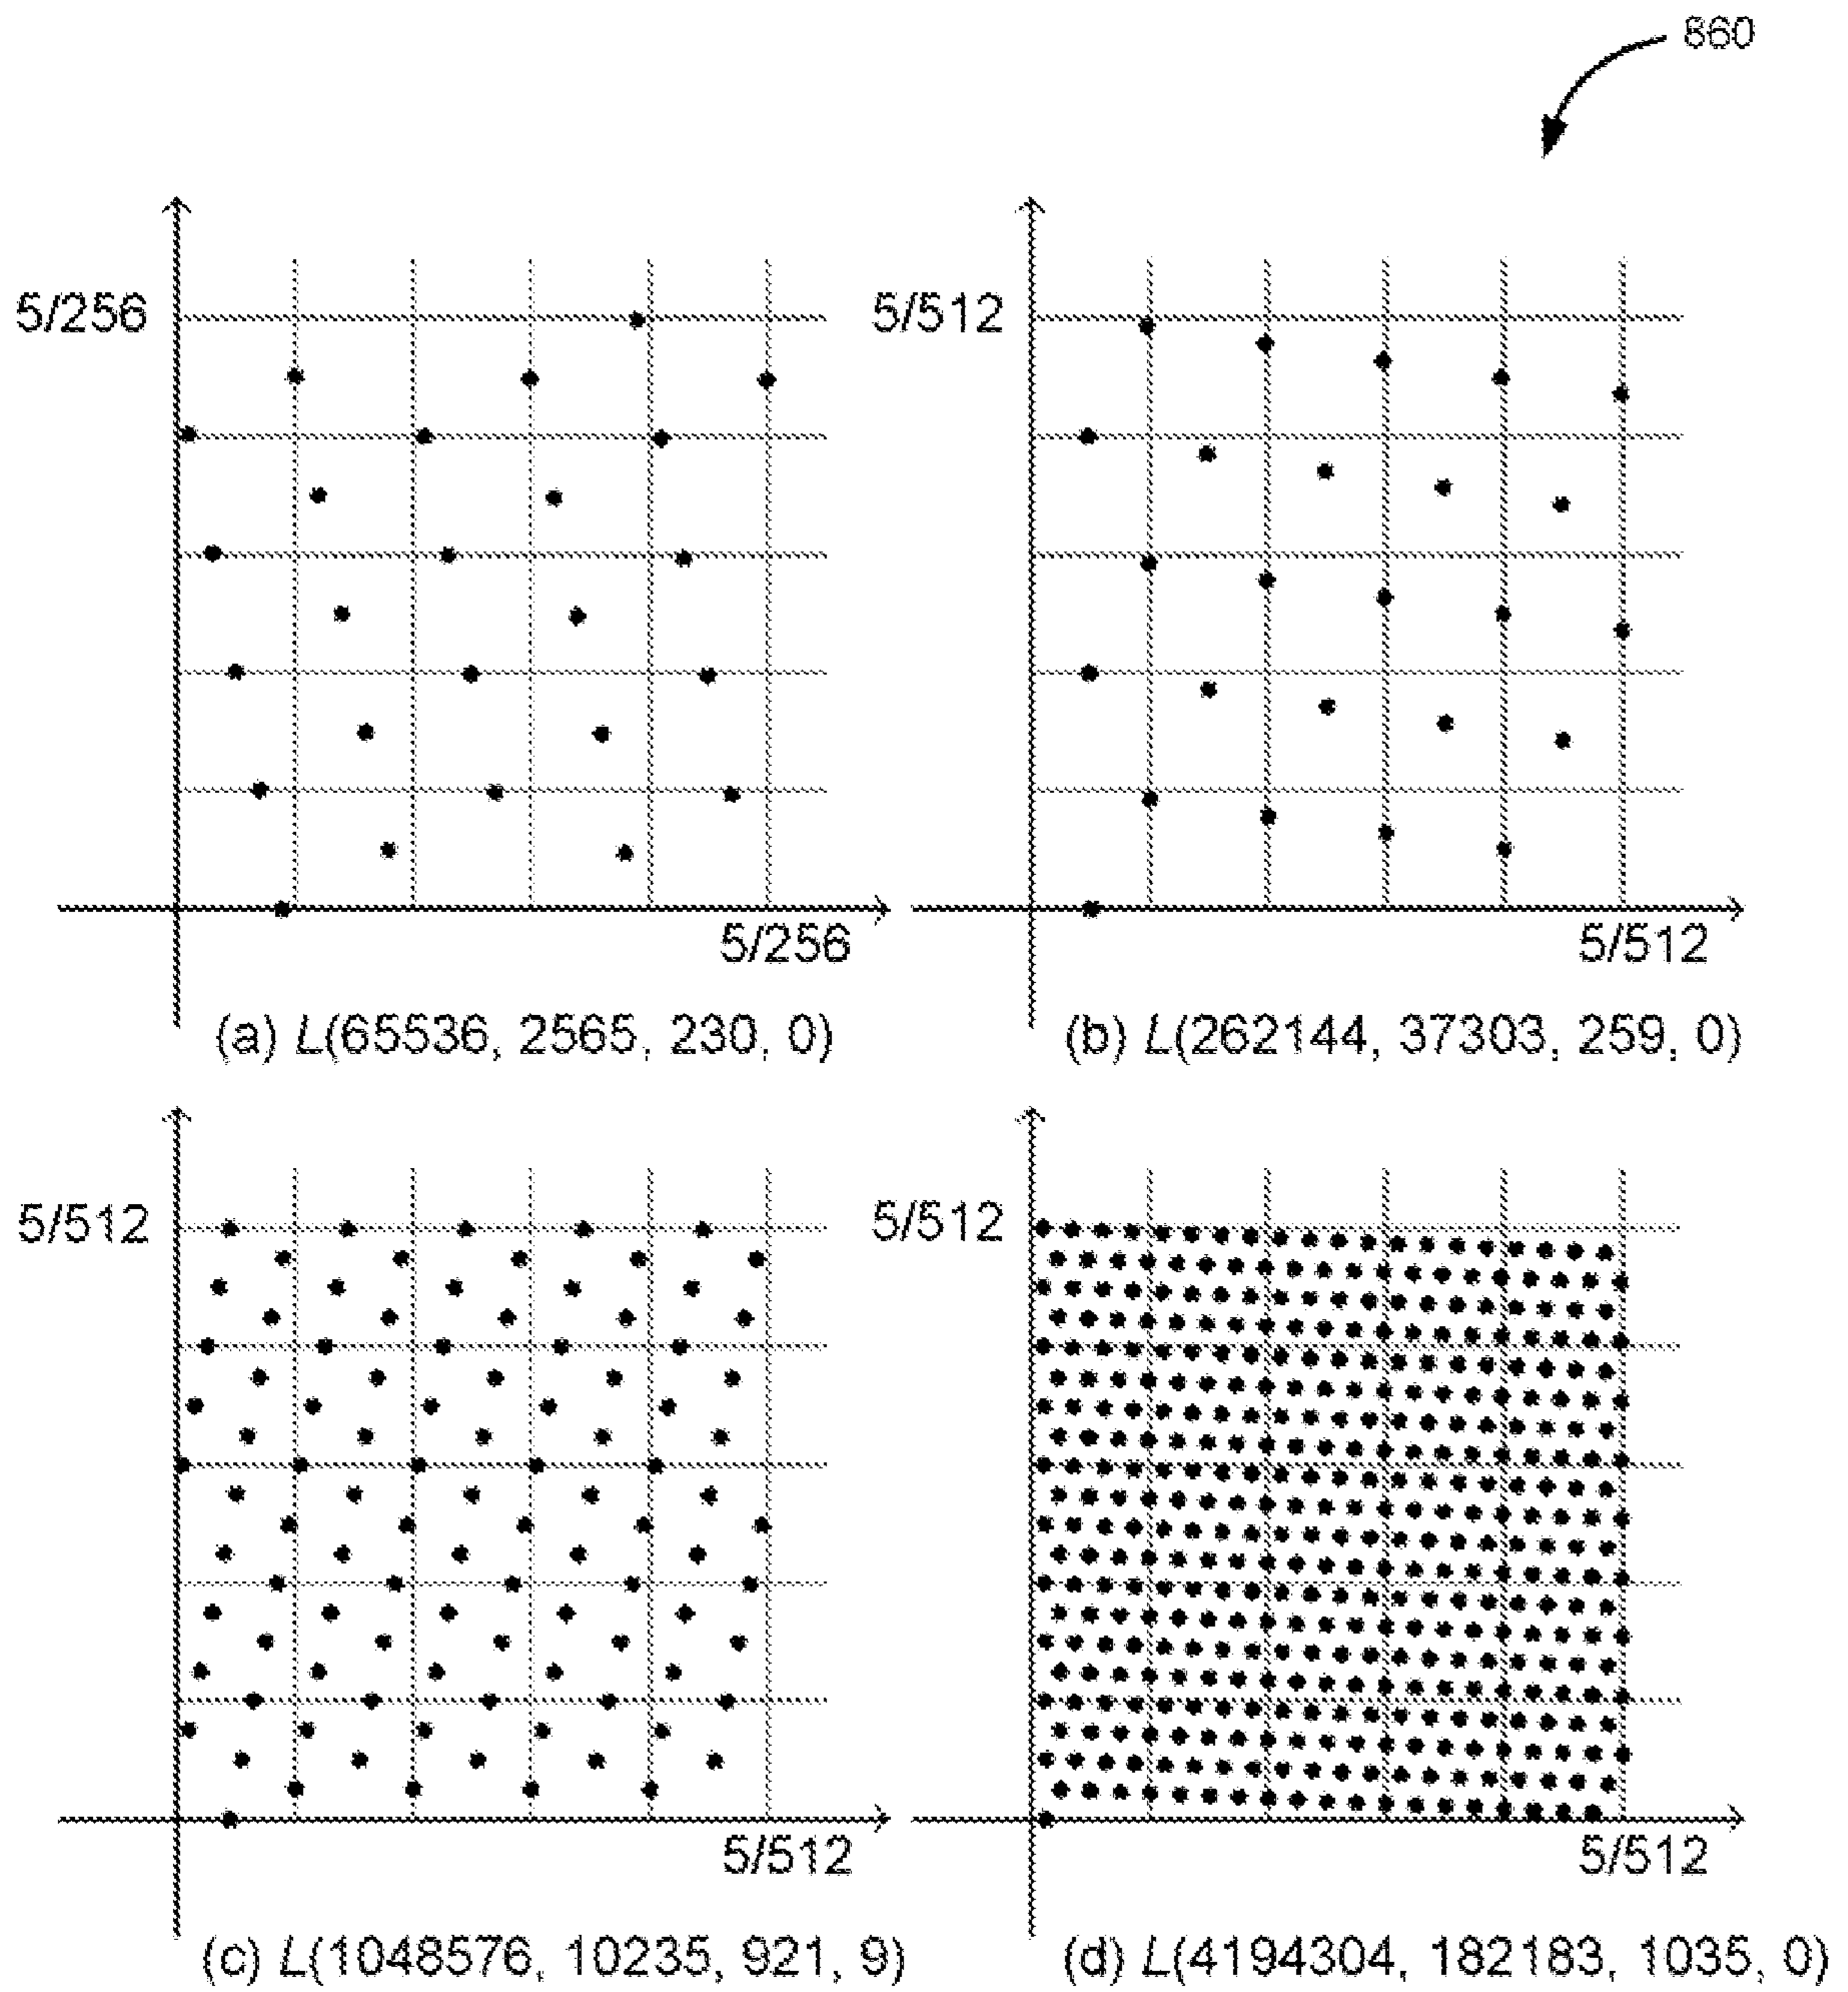 860
5/256
5/512
5/256
5/512
(a) L(65536, 2565, 230, 0)
(b) L(262144, 37303, 259, 0)
5/512
5/512
5/512
5/512
(c) L(1048576, 10235, 921, 9)
(d) L(4194304, 182183, 1035, 0)